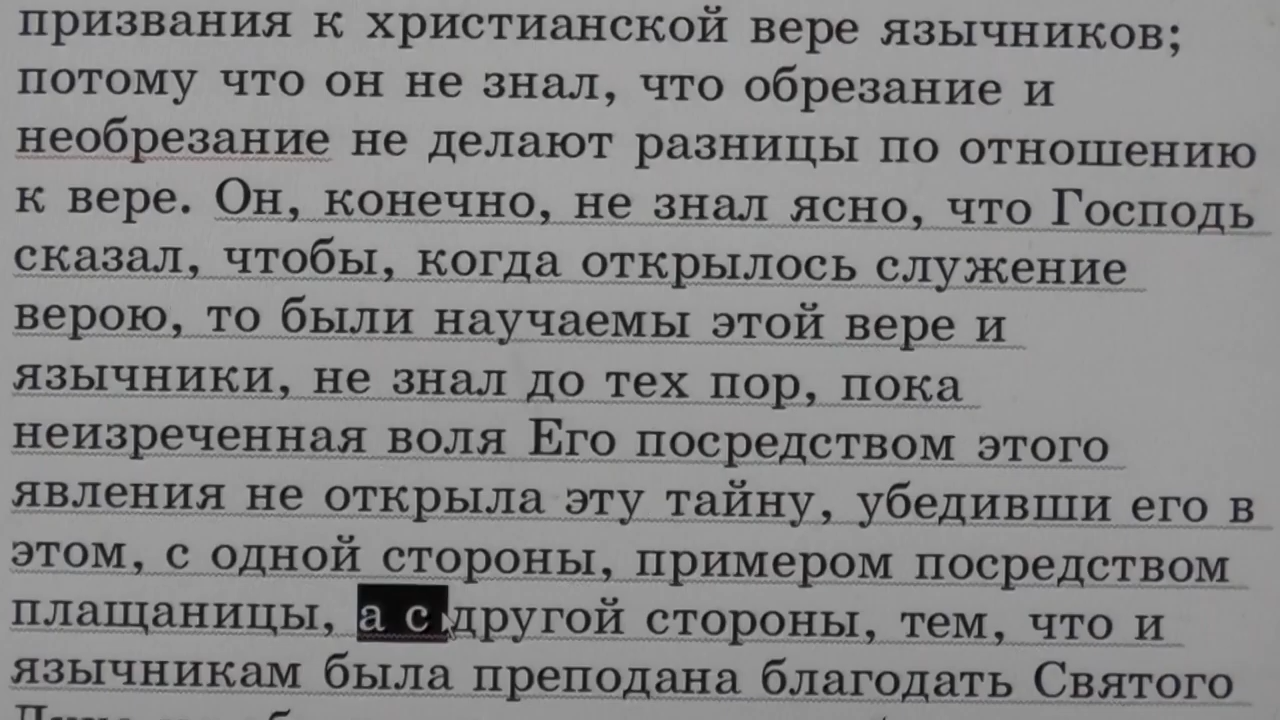 призвания к христианской вере язычников;
потому что он не знал, что обрезание и
необрезание не делают разницы по отношению
к вере. Он, конечно, не знал ясно, что Господь
сказал, чтобы, когда открылось служение
верою, то были научаемы этой вере и
язычники, не знал до тех пор, пока
неизреченная воля Его посредством этого
явления не открыла эту тайну, убедивши его в
этом, с одной стороны, примером посредством
плащаницы, а с другой стороны, тем, что и
язычникам была преподана благодать Святого